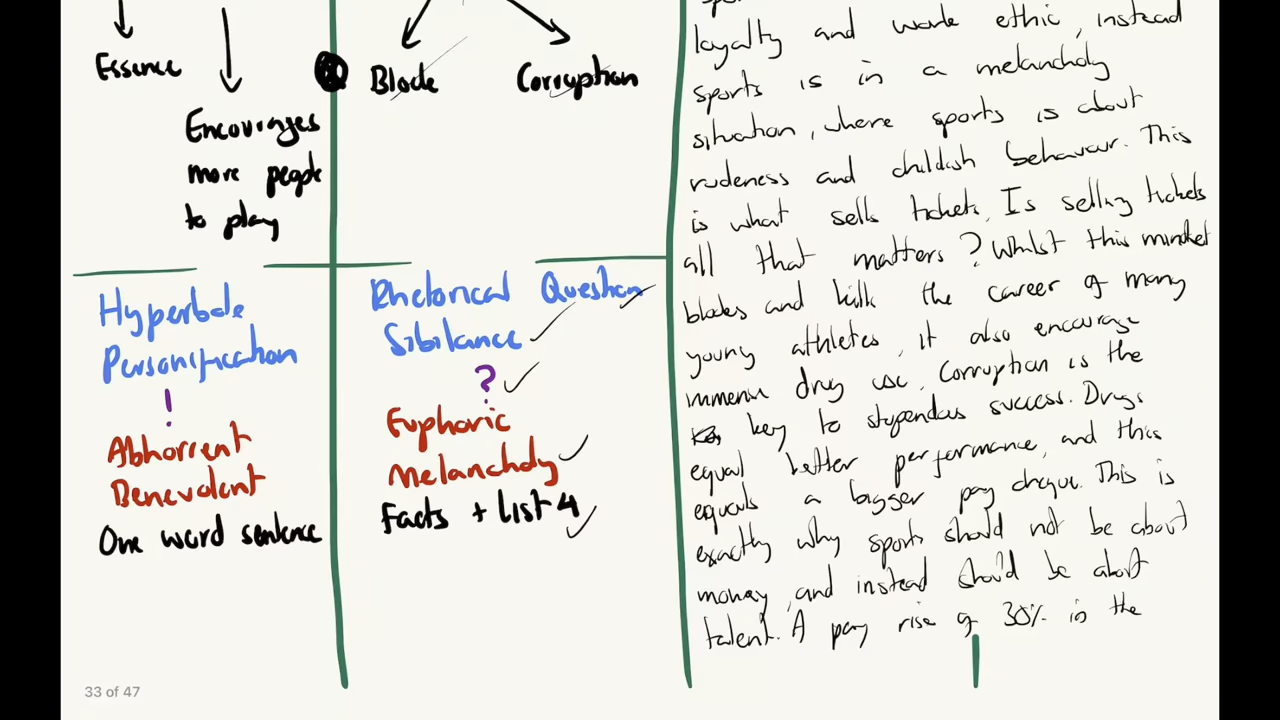 Essence
Encourages
more people
to play
Blade
Corruption
Hyperbole
Personification
!
Abhorrent
Benevolent
One word sentence
Rhetorical Question
Sibilance
?
Euphoric
Melancholy
Facts + List 4
loyalty and work ethic, instead
sports is in a melancholy
situation, where sports is about
rudeness and childish behavour. This
is what sells tickets. Is selling tickets
all that matters? Whilst this mindset
blades and kills the career of many
young athletes, it also encourage
immense drug use. Corruption is the
key to stupendous success. Drugs
equal better performance, and this
equals a bigger pay cheque. This is
exactly why sports should not be about
money, and instead should be about
talent. A pay rise of 30% in the
33 of 47